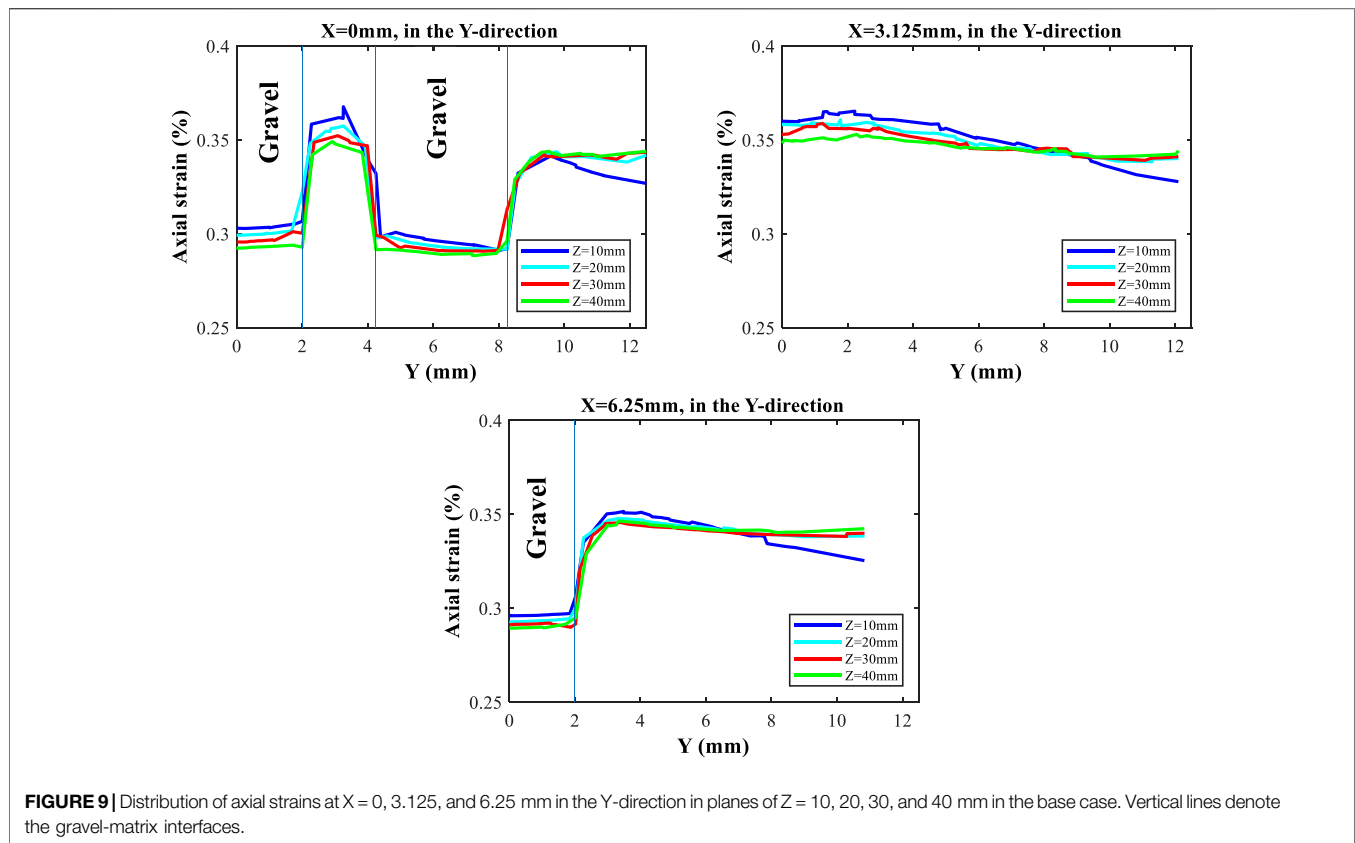 X=0mm, in the Y-direction
0.4
0.35
0.3
0.25
Axial strain (%)
Gravel
Gravel
Z=10mm
Z=20mm
Z=30mm
Z=40mm
0 2 4 6 8 10 12
Y (mm)
X=3.125mm, in the Y-direction
0.4
0.35
0.3
0.25
Axial strain (%)
Z=10mm
Z=20mm
Z=30mm
Z=40mm
0 2 4 6 8 10 12
Y (mm)
X=6.25mm, in the Y-direction
0.4
0.35
0.3
0.25
Axial strain (%)
Gravel
Z=10mm
Z=20mm
Z=30mm
Z=40mm
0 2 4 6 8 10 12
Y (mm)
FIGURE 9 | Distribution of axial strains at X = 0, 3.125, and 6.25 mm in the Y-direction in planes of Z = 10, 20, 30, and 40 mm in the base case. Vertical lines denote
the gravel-matrix interfaces.